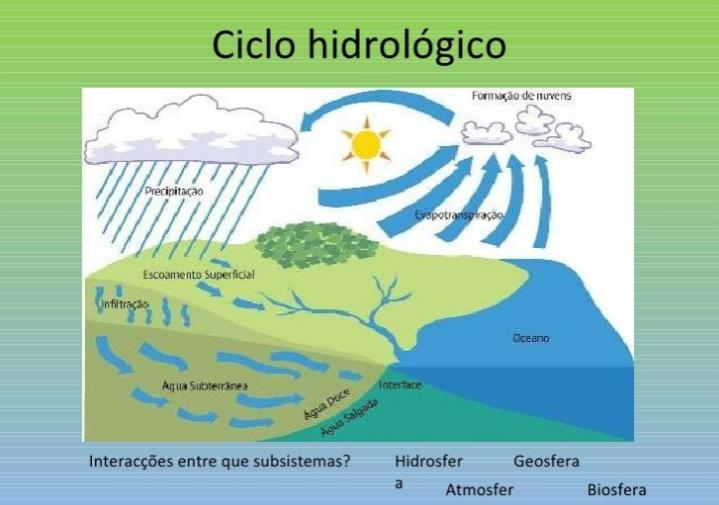 Ciclo hidrológico
Formação de nuvens
Precipitação
Evapotranspiração
Escoamento Superficial
Infiltração
Oceano
Água Subterrânea
Interface
Água Doce
Água Salgada
Interacções entre que subsistemas?
Hidrosfer
a
Geosfera
Atmosfer
Biosfera